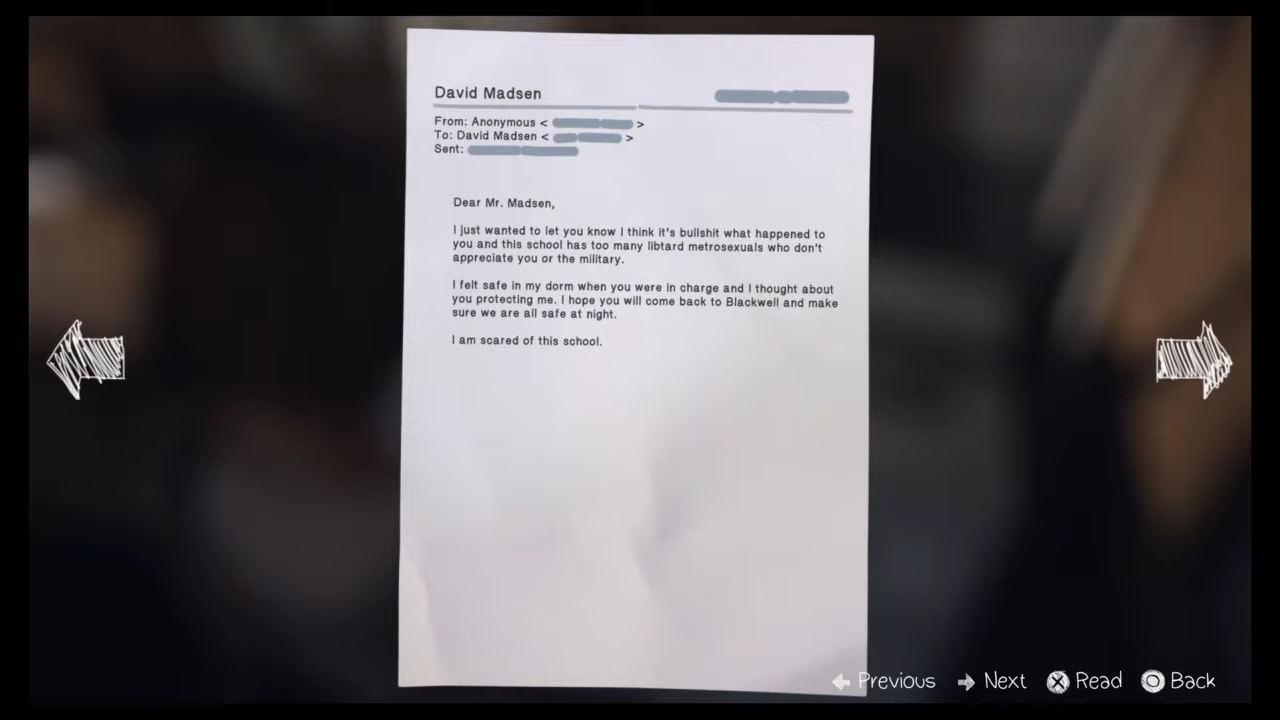 David Madsen
From: Anonymous < >
To: David Madsen < >
Sent:
Dear Mr. Madsen,
I just wanted to let you know I think it's bullshit what happened to
you and this school has too many libtard metrosexuals who don't
appreciate you or the military.
I felt safe in my dorm when you were in charge and I thought about
you protecting me. I hope you will come back to Blackwell and make
sure we are all safe at night.
I am scared of this school.
Previous Next Read Back